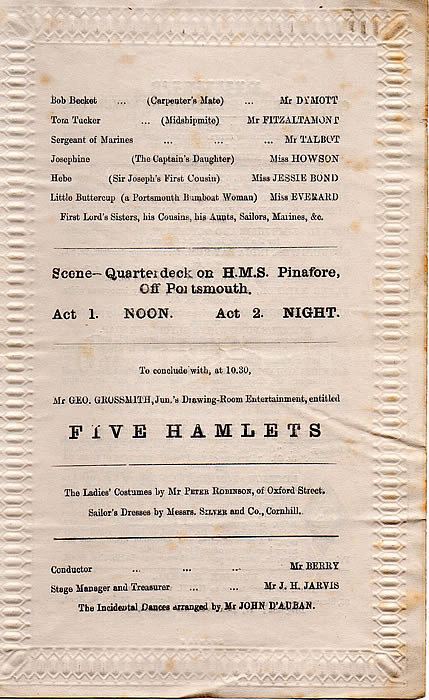 Bob Becket ... (Carpenter's Mate) ... Mr DYMOTT
Tom Tucker ... (Midshipmite) Mr FITZALTAMONT
Sergeant of Marines ... ... ... Mr TALBOT
Josephine (The Captain's Daughter) Miss HOWSON
Hebe (Sir Joseph's First Cousin) Miss JESSIE BOND
Little Buttercup (a Portsmouth Bumboat Woman) Miss EVERARD
First Lord's Sisters, his Cousins, his Aunts, Sailors, Marines, &c.
Scene—Quarterdeck on H.M.S. Pinafore,
Off Portsmouth.
Act 1. NOON. Act 2. NIGHT.
To conclude with, at 10.30,
Mr GEO. GROSSMITH, Jun.'s Drawing-Room Entertainment, entitled
FIVE HAMLETS
The Ladies' Costumes by Mr PETER ROBINSON, of Oxford Street.
Sailor's Dresses by Messrs. SILVER and Co., Cornhill.
Conductor ... ... ... Mr BERRY
Stage Manager and Treasurer ... ... Mr J. H. JARVIS
The Incidental Dances arranged by Mr JOHN D'AUBAN.